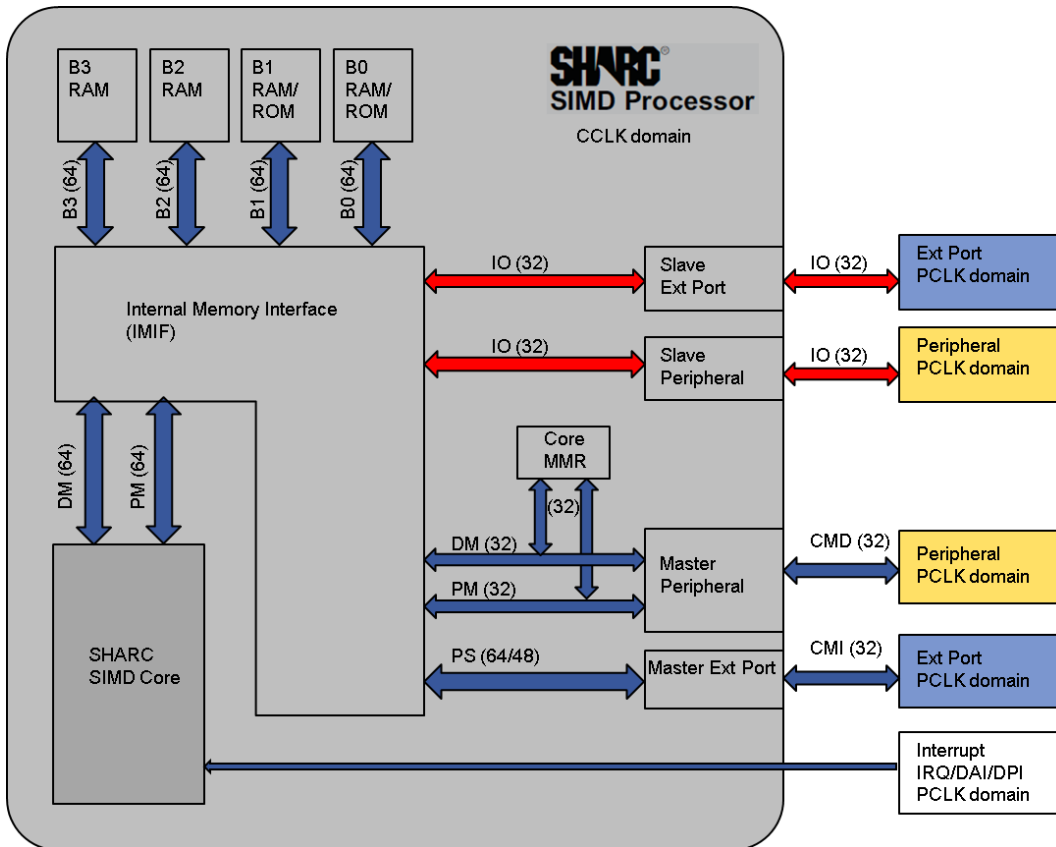 B3
RAM
B2
RAM
B1
RAM/
ROM
B0
RAM/
ROM
SHARC®
SIMD Processor
CCLK domain
B3 (64)
B2 (64)
B1 (64)
B0 (64)
Internal Memory Interface
(IMIF)
IO (32)
Slave
Ext Port
IO (32)
Ext Port
PCLK domain
IO (32)
Slave
Peripheral
IO (32)
Peripheral
PCLK domain
DM (64)
PM (64)
Core
MMR
(32)
DM (32)
PM (32)
Master
Peripheral
CMD (32)
Peripheral
PCLK domain
SHARC
SIMD Core
PS (64/48)
Master Ext Port
CMI (32)
Ext Port
PCLK domain
Interrupt
IRQ/DAI/DPI
PCLK domain